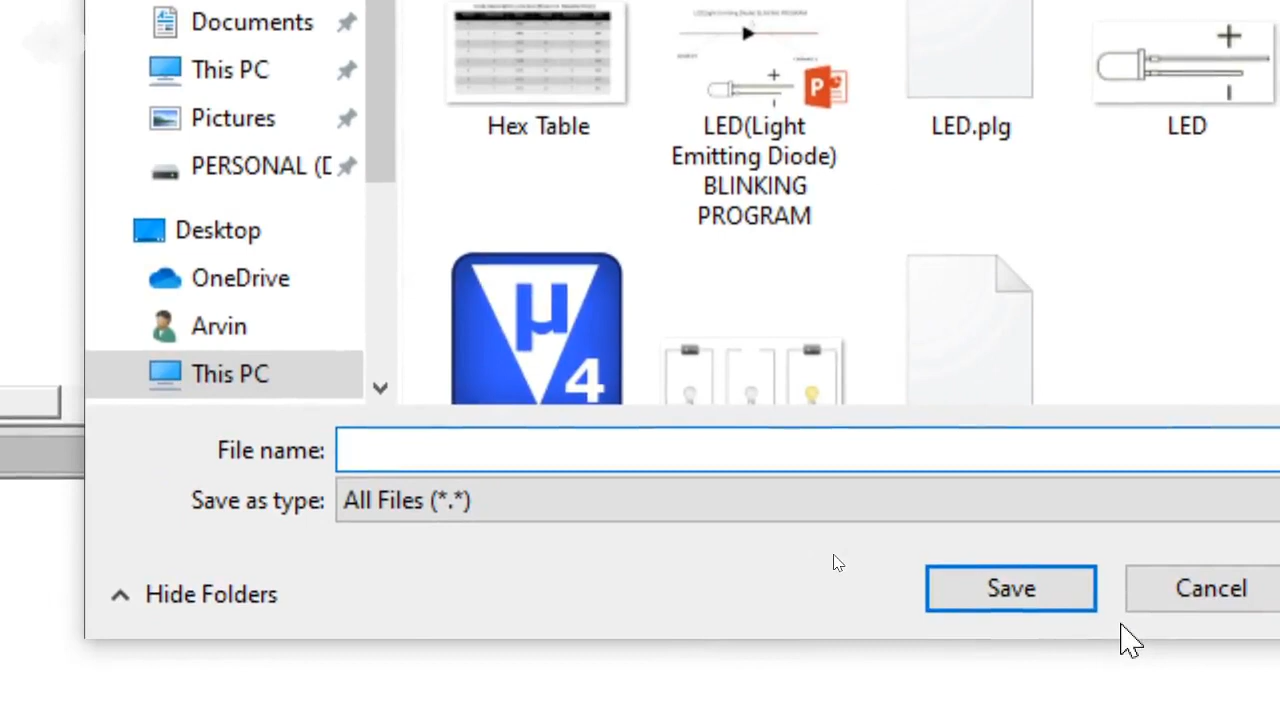 Documents
This PC
Pictures
PERSONAL (D
Desktop
OneDrive
Arvin
This PC
Hex Table
LED(Light
Emitting Diode)
BLINKING
PROGRAM
P
LED.plg
LED
µ
4
File name:
Save as type:
All Files (*.*)
Hide Folders
Save
Cancel